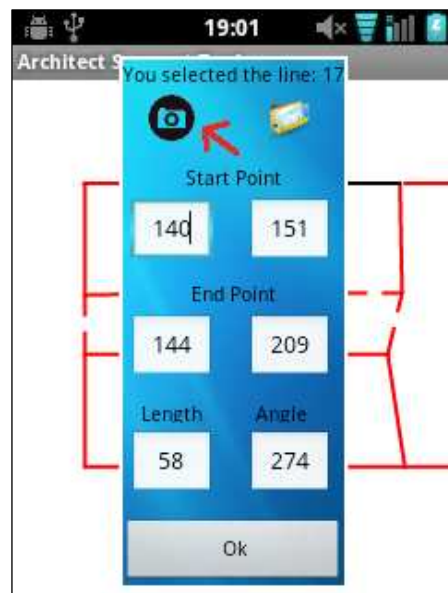 19:01
Architect S
You selected the line: 17
Start Point
140 151
End Point
144 209
Length Angle
58 274
Ok